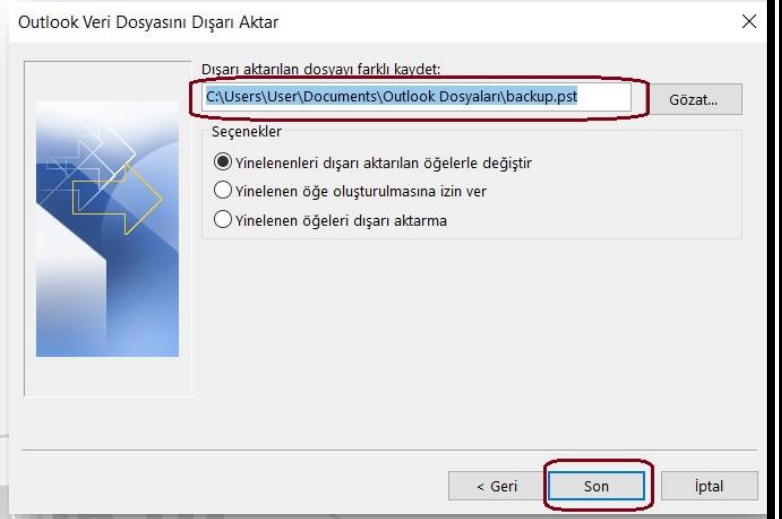 Outlook Veri Dosyasını Dışarı Aktar
Dışarı aktarılan dosyayı farklı kaydet:
C:\Users\User\Documents\Outlook Dosyaları\backup.pst
Gözat...
Seçenekler
Yinelenenleri dışarı aktarılan öğelerle değiştir
Yinelenen öğe oluşturulmasına izin ver
Yinelenen öğeleri dışarı aktarma
< Geri
Son
İptal